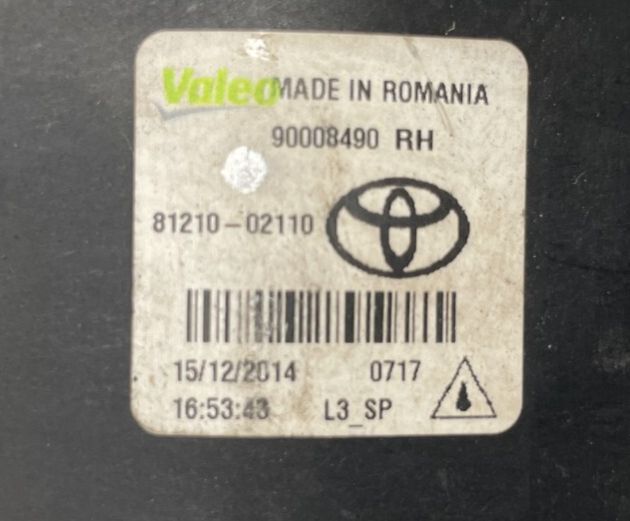 Valeo MADE IN ROMANIA
90008490 RH
81210-02110
15/12/2014 0717
16:53:43 L3_SP